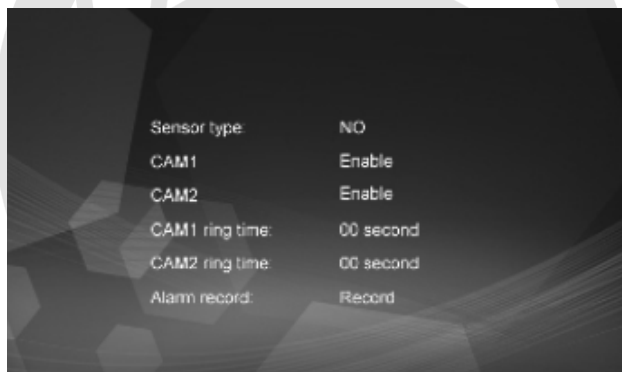 Sensor type: NO
CAM1 Enable
CAM2 Enable
CAM1 ring time: 00 second
CAM2 ring time: 00 second
Alarm record: Record